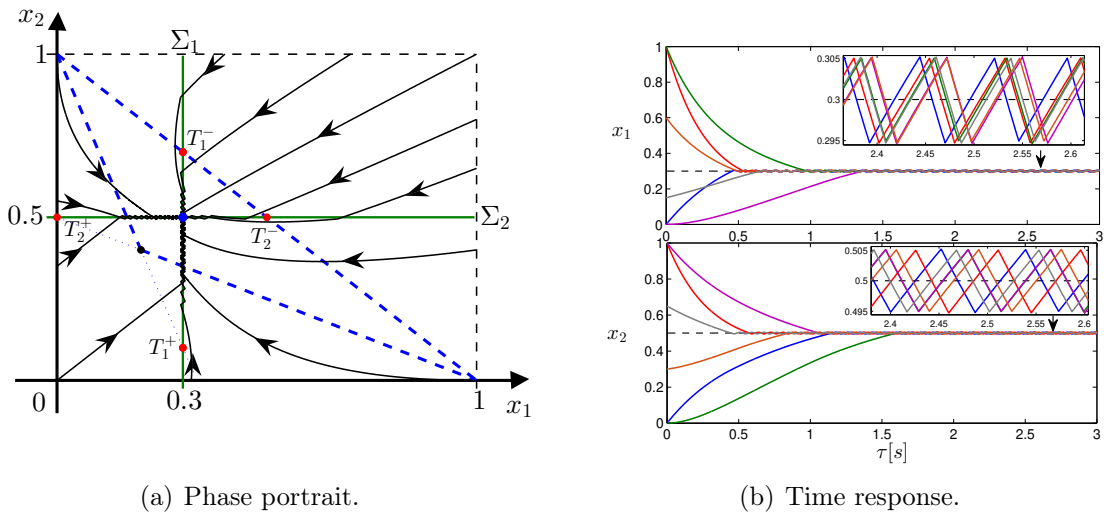 x₂
1
Σ₁
T₁⁻
0.5
Σ₂
T₂⁺
T₂⁻
T₁⁺
0
0.3
1
x₁
(a) Phase portrait.
1
0.8
0.6
x₁
0.4
0.2
0
0 0.5 1 1.5 2 2.5 3
0.305
0.3
0.295
2.4 2.45 2.5 2.55 2.6
1
0.8
0.6
x₂
0.4
0.2
0
0 0.5 1 1.5 2 2.5 3
τ[s]
0.505
0.5
0.495
2.4 2.45 2.5 2.55 2.6
(b) Time response.